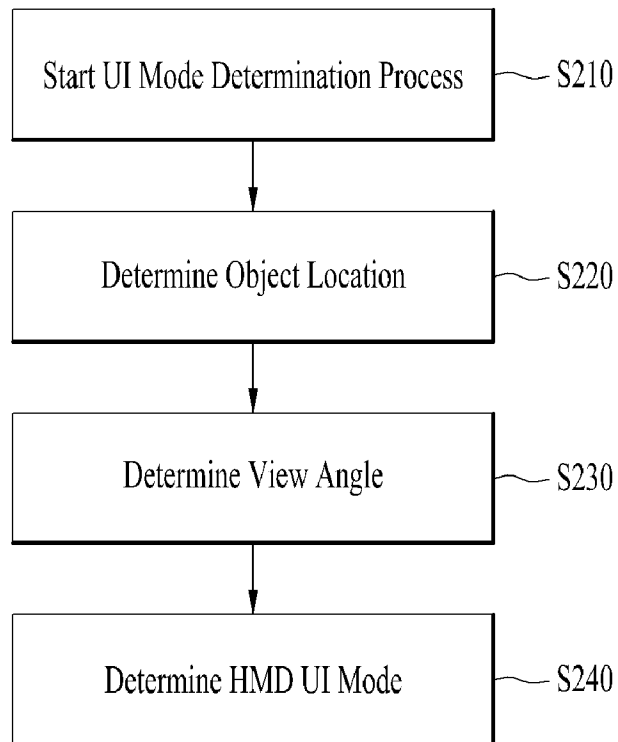 Start UI Mode Determination Process
S210
Determine Object Location
S220
Determine View Angle
S230
Determine HMD UI Mode
S240